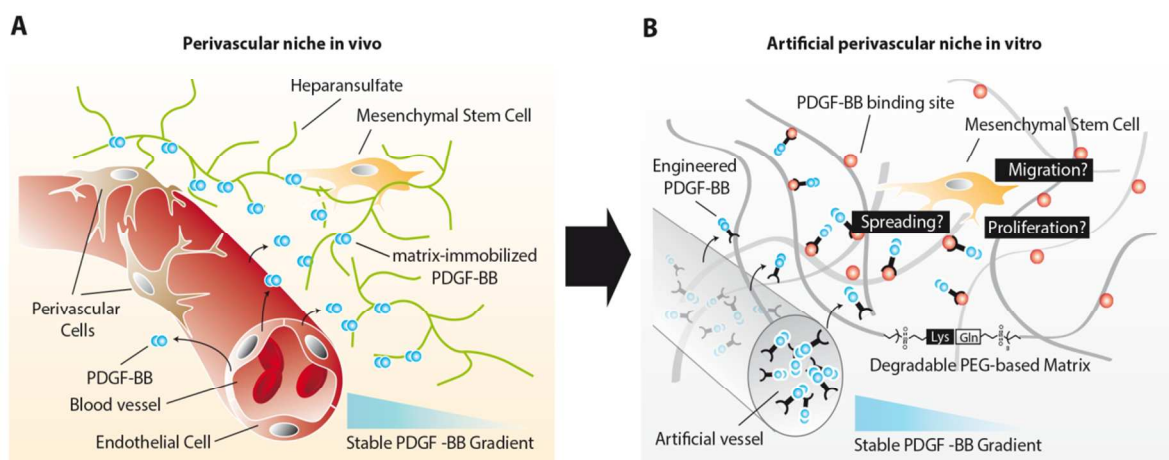 A
Perivascular niche in vivo
Heparansulfate
Mesenchymal Stem Cell
matrix-immobilized
PDGF-BB
Perivascular
Cells
PDGF-BB
Blood vessel
Endothelial Cell
Stable PDGF -BB Gradient
B
Artificial perivascular niche in vitro
PDGF-BB binding site
Mesenchymal Stem Cell
Engineered
PDGF-BB
Migration?
Spreading?
Proliferation?
Lys Gln
Degradable PEG-based Matrix
Artificial vessel
Stable PDGF -BB Gradient